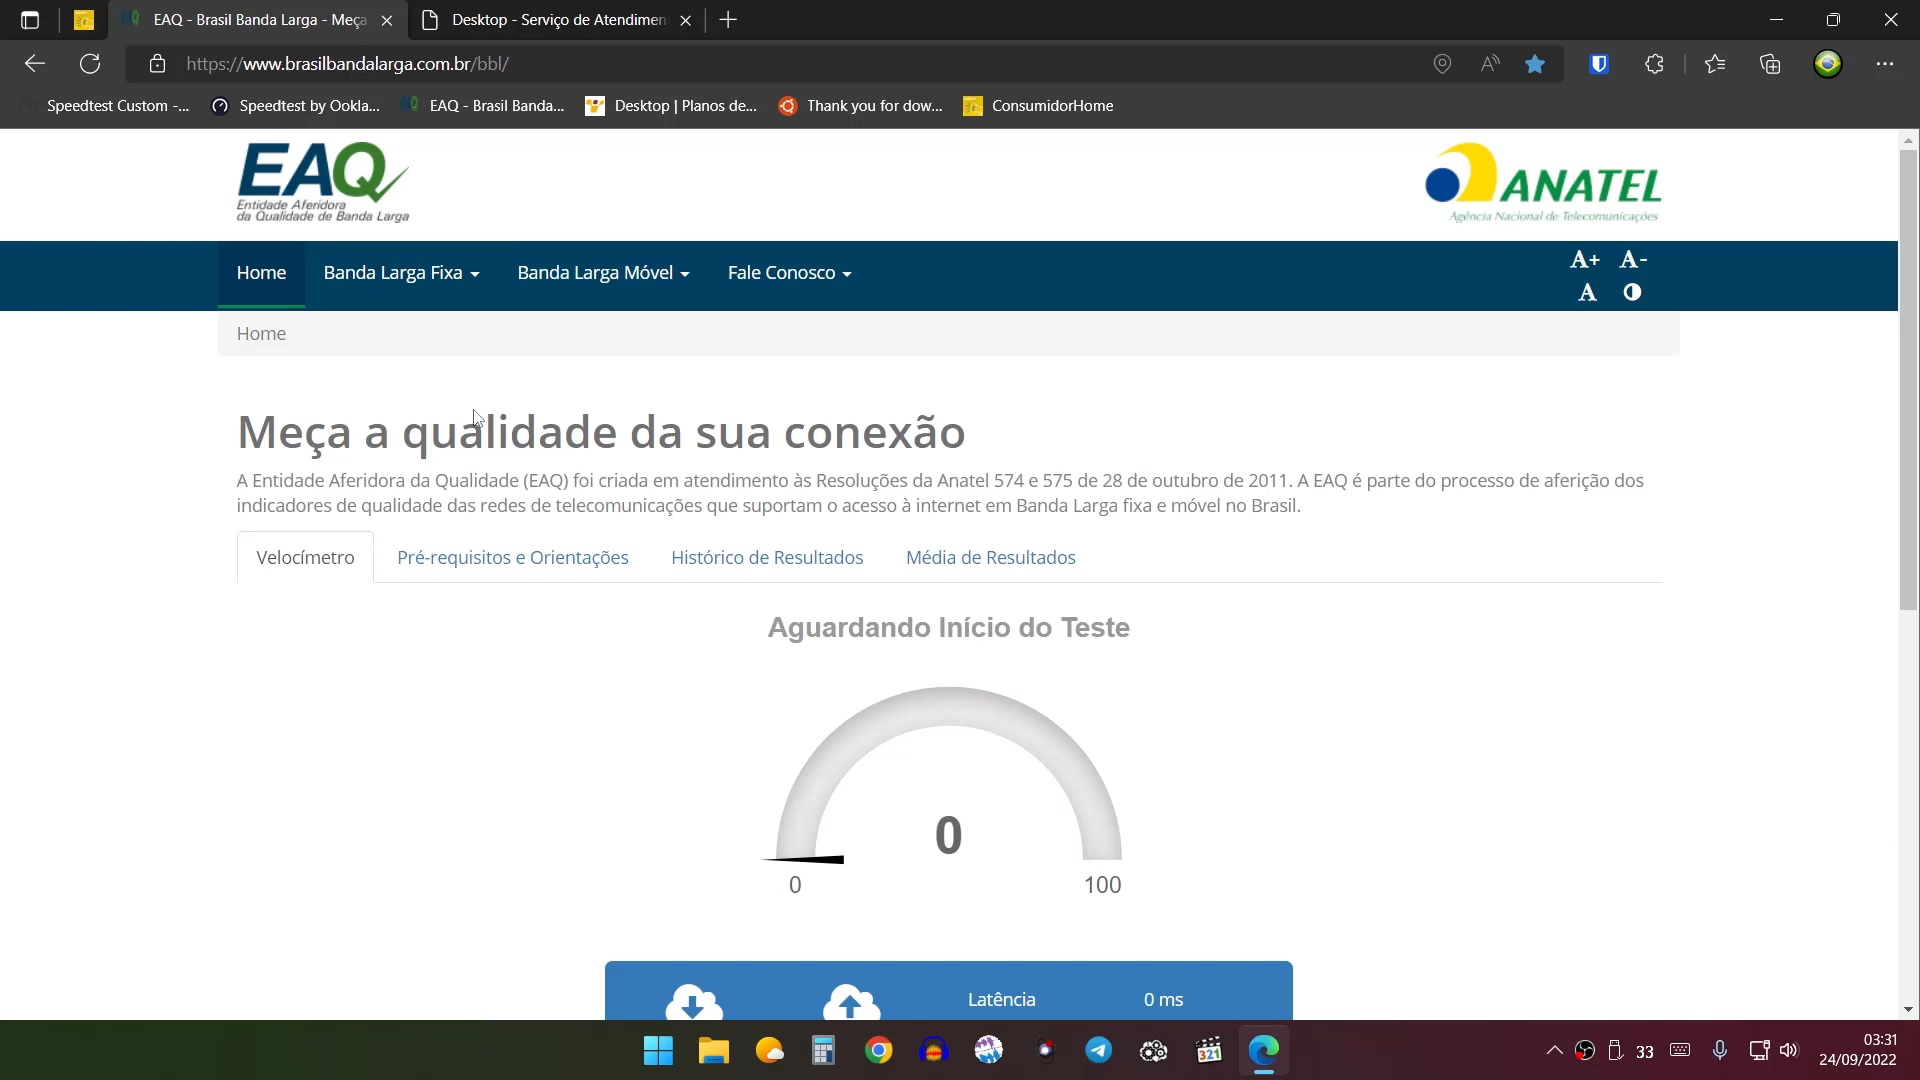 EAQ - Brasil Banda Larga - Meça
Desktop - Serviço de Atendimen
https://www.brasilbandalarga.com.br/bbl/
Speedtest Custom -...
Speedtest by Ookla...
EAQ - Brasil Banda...
Desktop | Planos de...
Thank you for dow...
ConsumidorHome
EAQ
Entidade Aferidora
da Qualidade de Banda Larga
ANATEL
Agência Nacional de Telecomunicações
Home
Banda Larga Fixa
Banda Larga Móvel
Fale Conosco
A+ A-
A
Home
Meça a qualidade da sua conexão
A Entidade Aferidora da Qualidade (EAQ) foi criada em atendimento às Resoluções da Anatel 574 e 575 de 28 de outubro de 2011. A EAQ é parte do processo de aferição dos
indicadores de qualidade das redes de telecomunicações que suportam o acesso à internet em Banda Larga fixa e móvel no Brasil.
Velocímetro
Pré-requisitos e Orientações
Histórico de Resultados
Média de Resultados
Aguardando Início do Teste
0
0
100
Latência
0 ms
321
33
03:31
24/09/2022